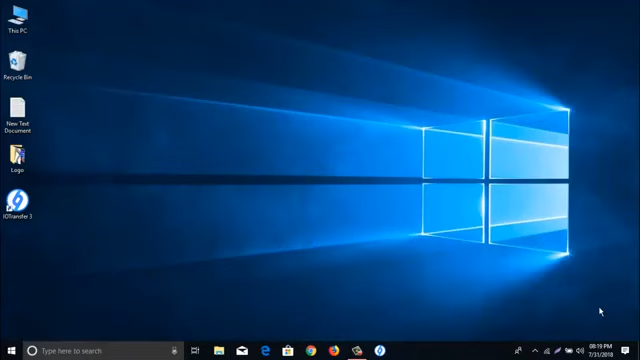 This PC
Recycle Bin
New Text
Document
Logo
IOTransfer 3
Type here to search
08:19 PM
7/31/2018